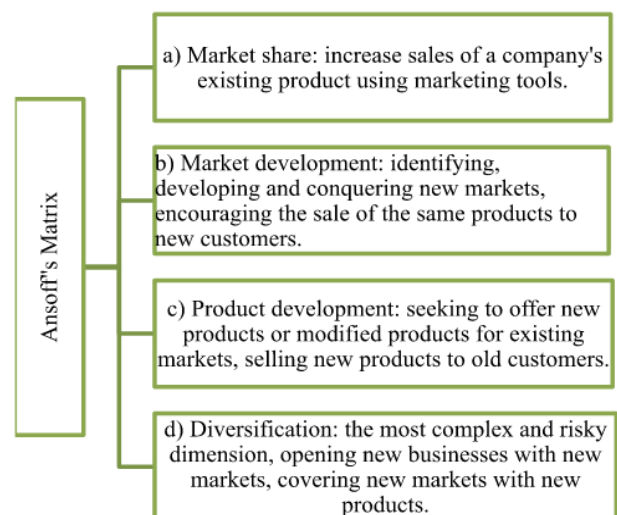 Ansoff"s Matrix
a) Market share: increase sales of a company's
existing product using marketing tools.
b) Market development: identifying,
developing and conquering new markets,
encouraging the sale of the same products to
new customers.
c) Product development: seeking to offer new
products or modified products for existing
markets, selling new products to old customers.
d) Diversification: the most complex and risky
dimension, opening new businesses with new
markets, covering new markets with new
products.